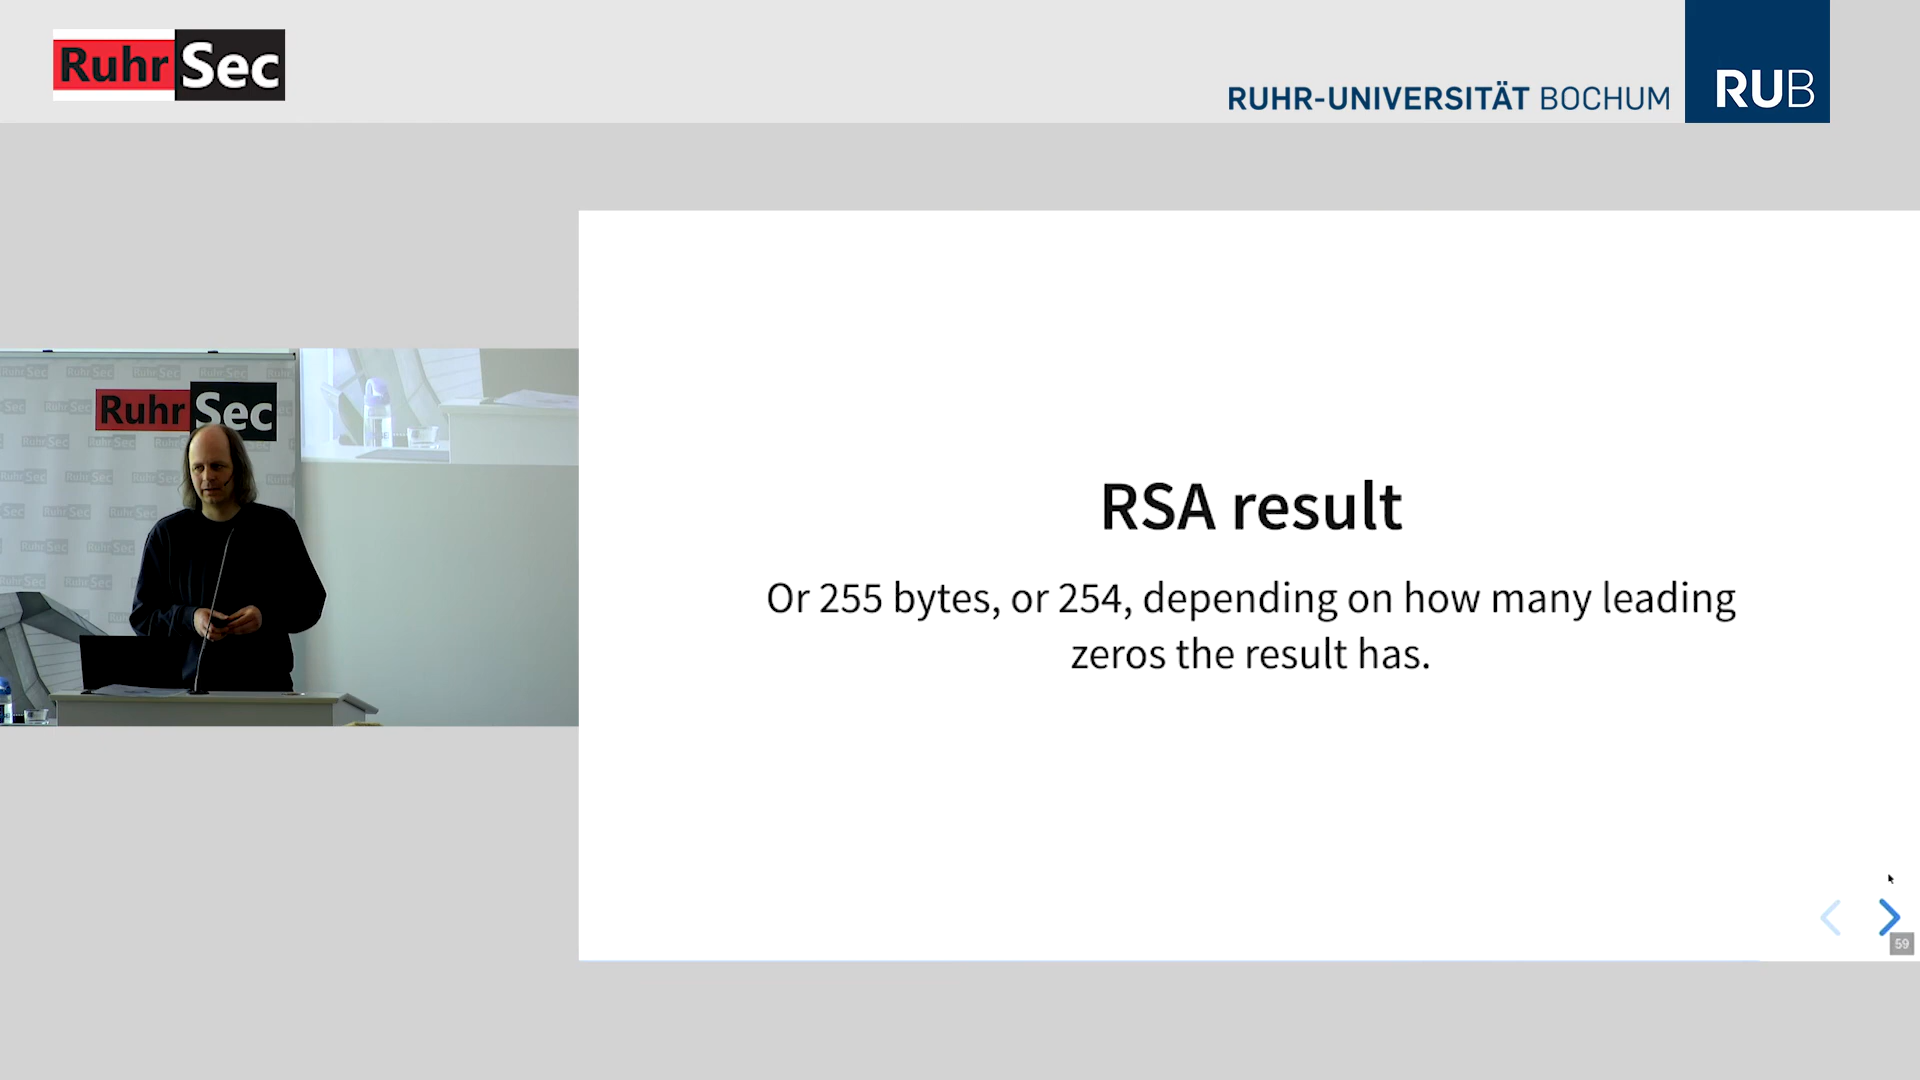 RuhrSec
RUHR-UNIVERSITÄT BOCHUM
RUB
RuhrSec
RSA result
Or 255 bytes, or 254, depending on how many leading
zeros the result has.
59